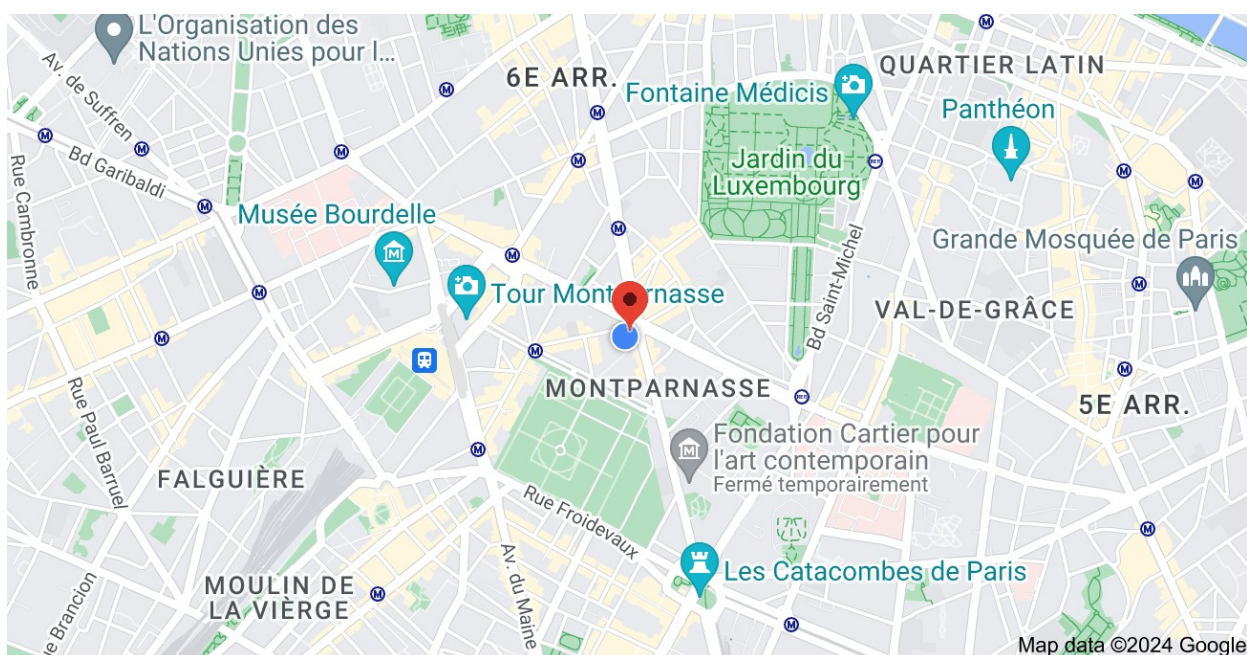 L'Organisation des
Nations Unies pour l...
6E ARR.
QUARTIER LATIN
Fontaine Médicis
Panthéon
Av. de Suffren
Bd Garibaldi
Rue Cambronne
Jardin du
Luxembourg
Musée Bourdelle
Grande Mosquée de Paris
Tour Montparnasse
Bd Saint-Michel
VAL-DE-GRÂCE
MONTPARNASSE
5E ARR.
Rue Paul Barruel
Fondation Cartier pour
l'art contemporain
Fermé temporairement
FALGUIÈRE
Rue Froidevaux
Av. du Maine
Les Catacombes de Paris
MOULIN DE
LA VIÈRGE
e Brancion
Map data ©2024 Google